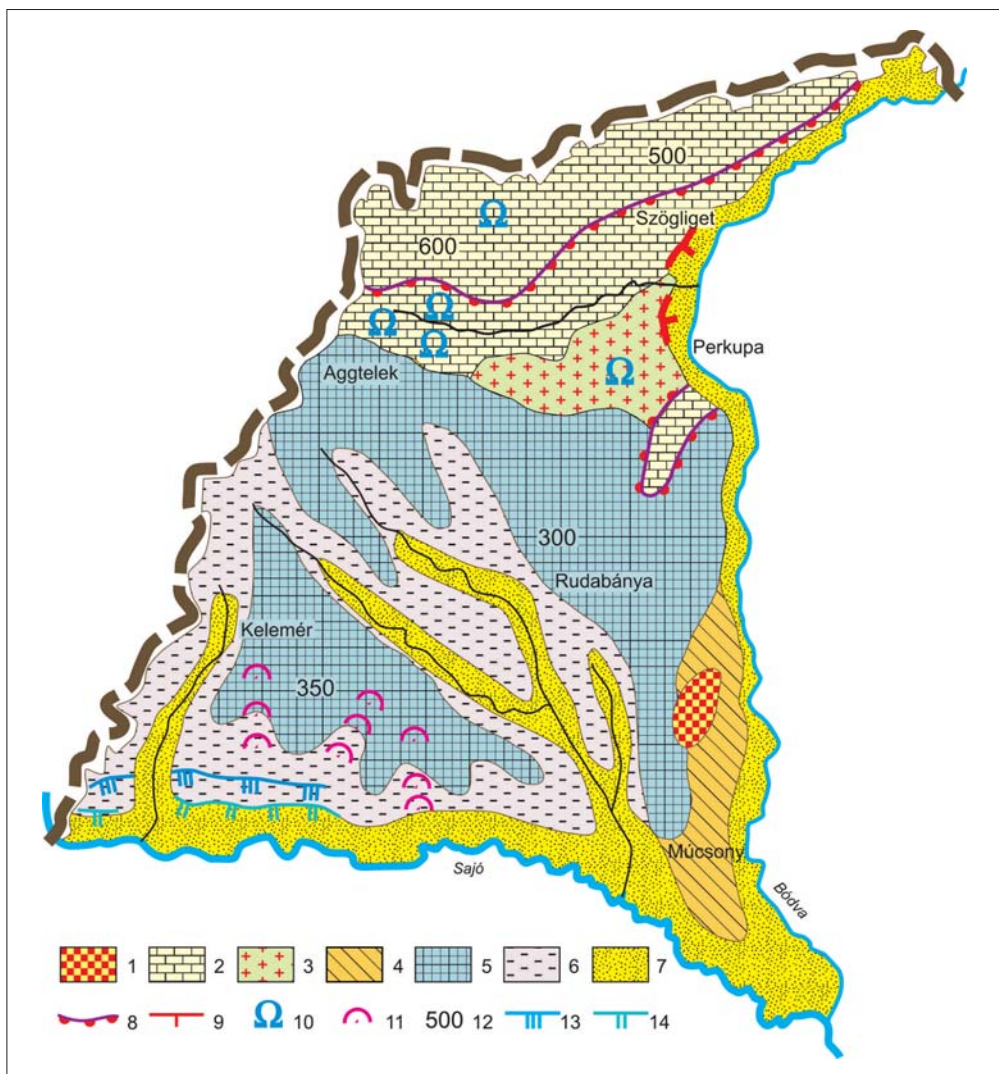 500
Szögliget
Ω
600
Ω
Ω
Ω
Perkupa
Aggtelek
Ω
300
Rudabánya
Kelemér
350
Múcsony
Sajó
Bódva
1 2 3 4 5 6 7
8 9 Ω 10 11 500 12 13 14